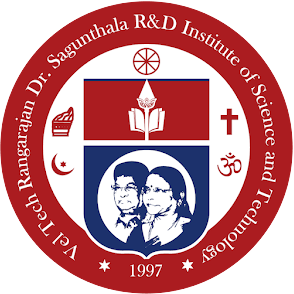 Vel Tech Rangarajan Dr. Sagunthala R&D Institute of Science and Technology
1997
ॐ